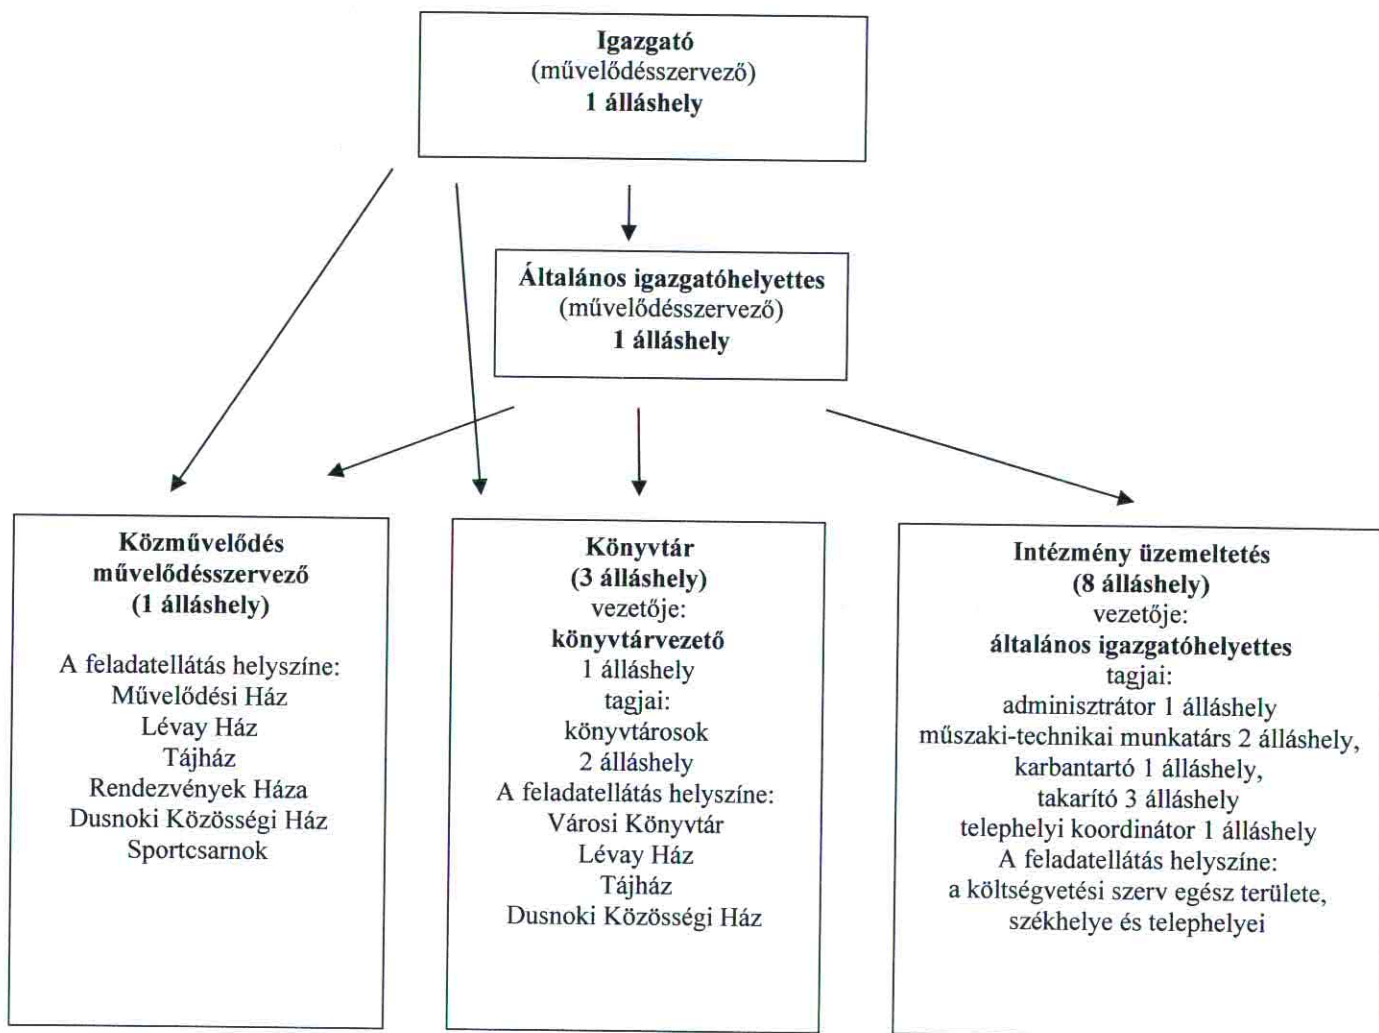 Igazgató
(művelődésszervező)
1 álláshely
Általános igazgatóhelyettes
(művelődésszervező)
1 álláshely
Közművelődés
művelődésszervező
(1 álláshely)
A feladatellátás helyszíne:
Művelődési Ház
Lévay Ház
Tájház
Rendezvények Háza
Dusnoki Közösségi Ház
Sportcsarnok
Könyvtár
(3 álláshely)
vezetője:
könyvtárvezető
1 álláshely
tagjai:
könyvtárosok
2 álláshely
A feladatellátás helyszíne:
Városi Könyvtár
Lévay Ház
Tájház
Dusnoki Közösségi Ház
Intézmény üzemeltetés
(8 álláshely)
vezetője:
általános igazgatóhelyettes
tagjai:
adminisztrátor 1 álláshely
műszaki-technikai munkatárs 2 álláshely,
karbantartó 1 álláshely,
takarító 3 álláshely
telephelyi koordinátor 1 álláshely
A feladatellátás helyszíne:
a költségvetési szerv egész területe,
székhelye és telephelyei